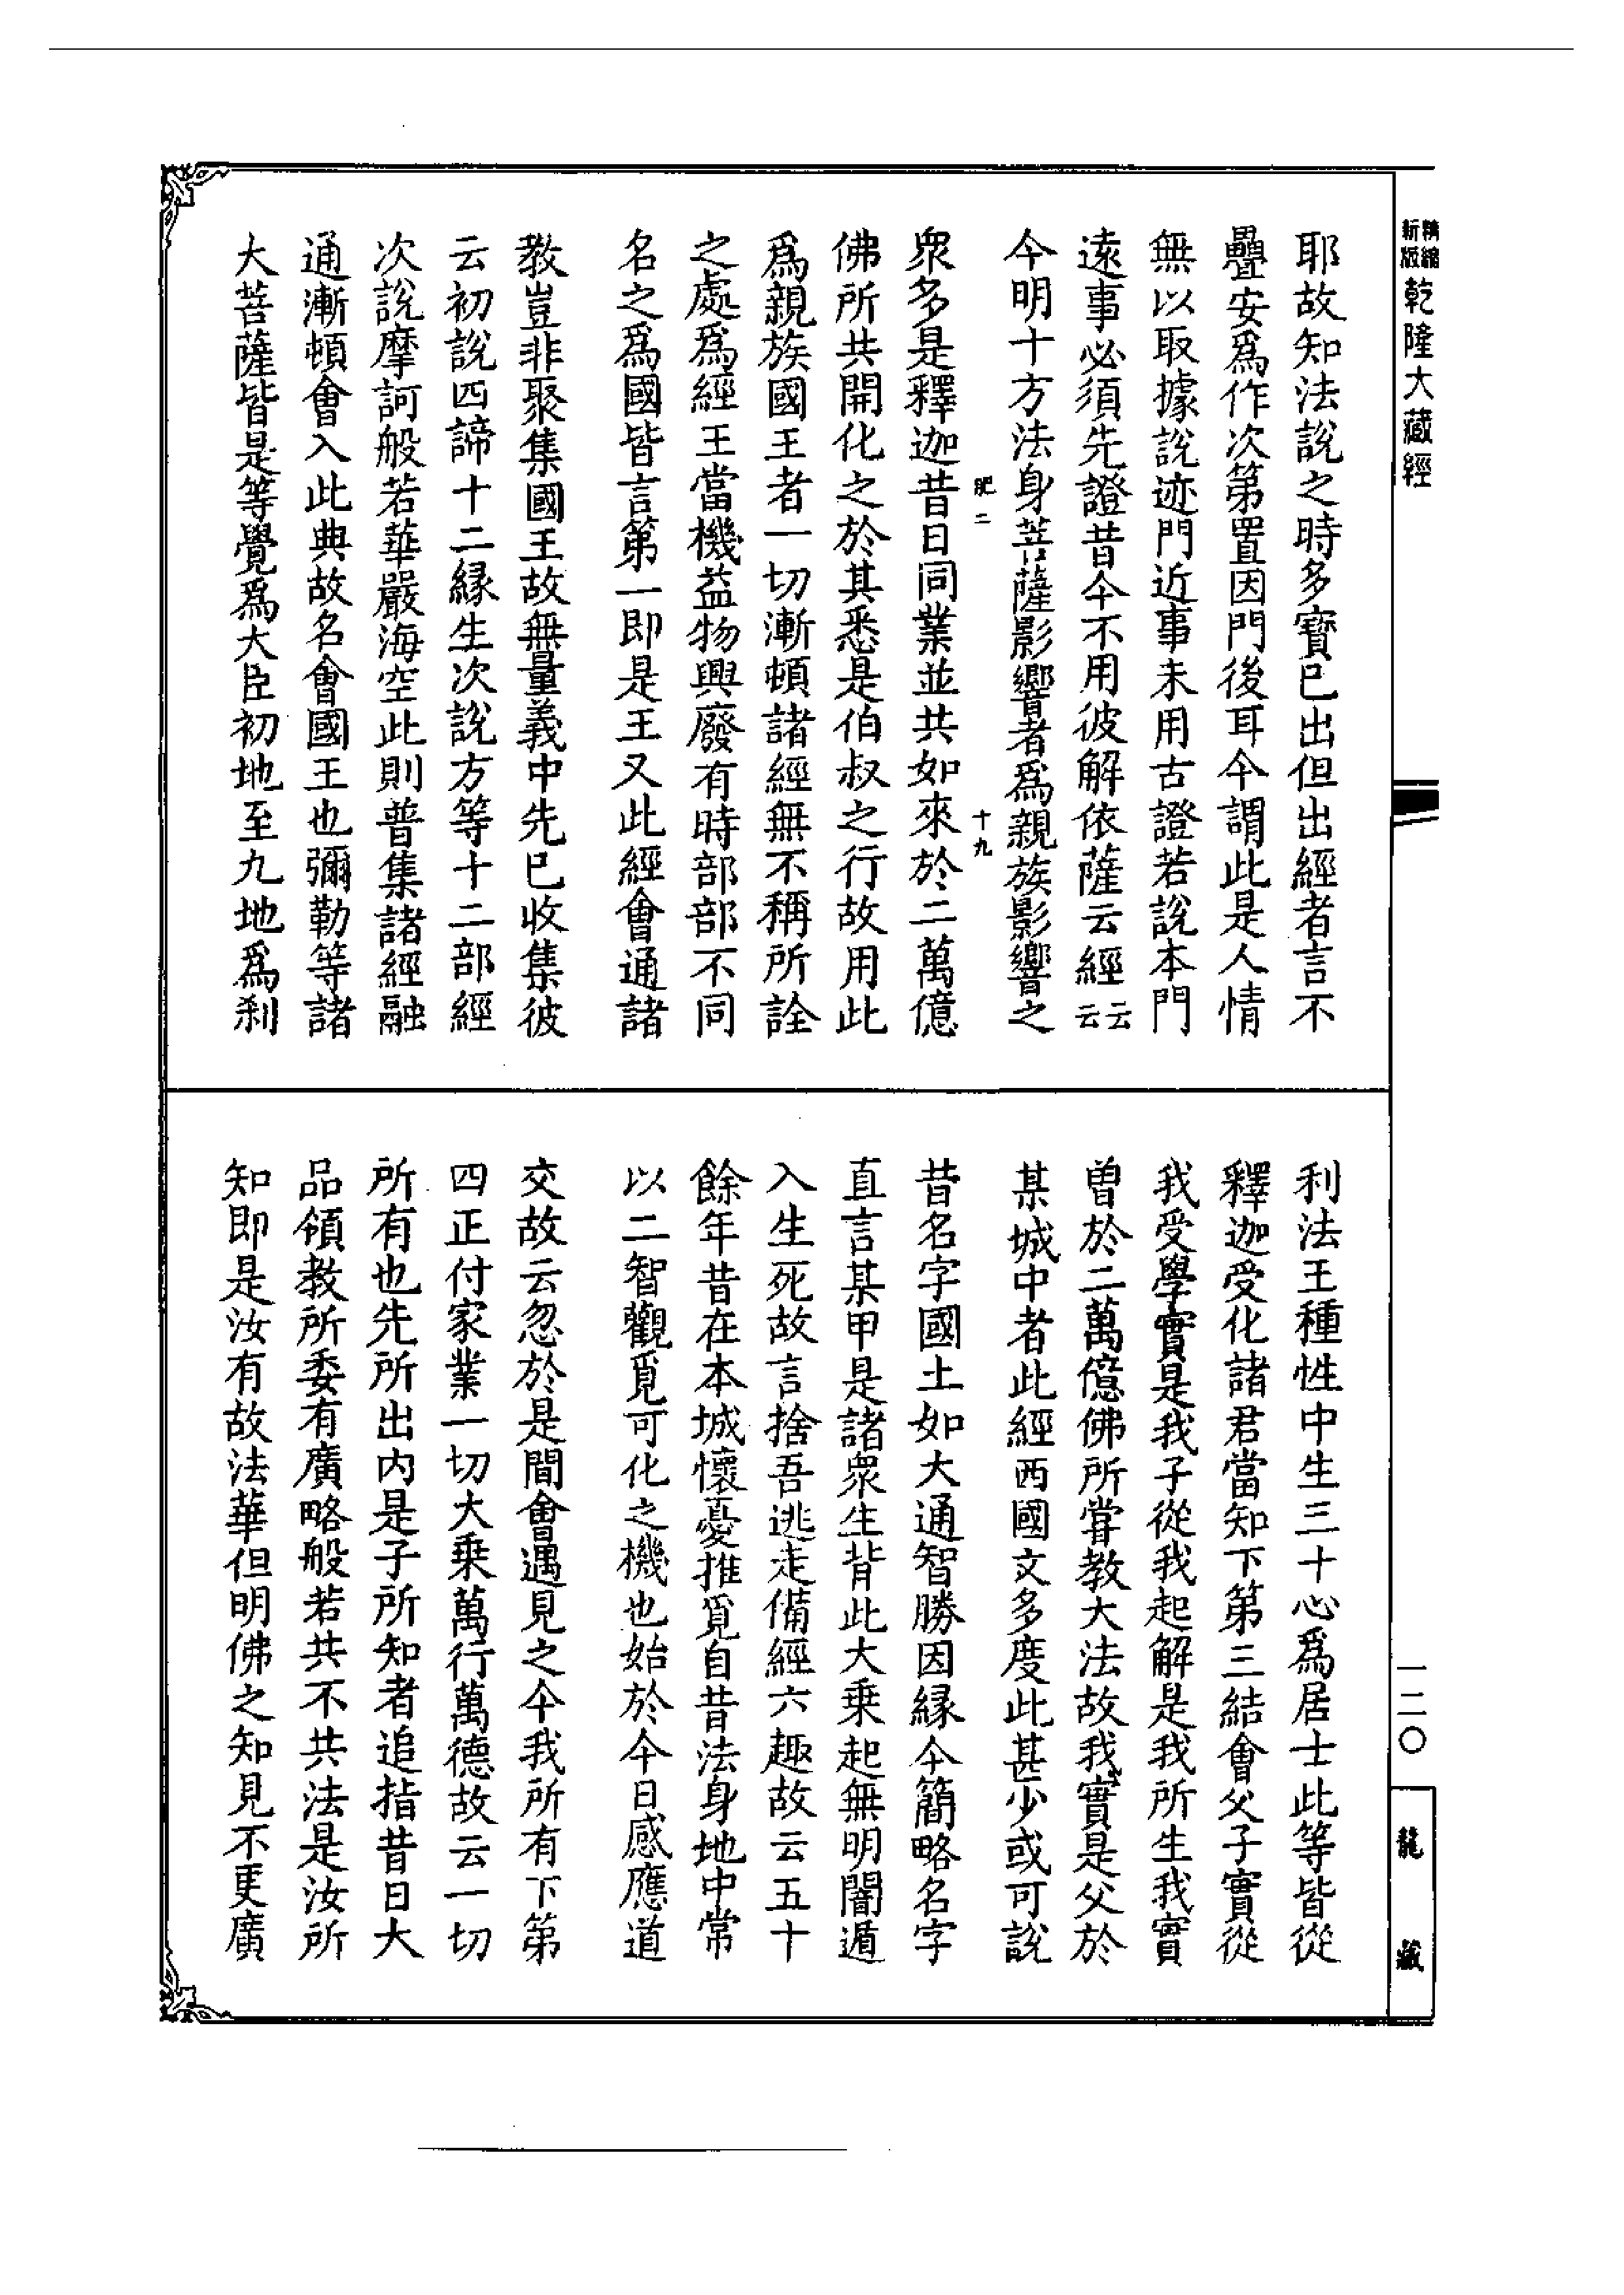 精縮新版乾隆大藏經
耶故知法說之時多寶已出但出經者言不
疊安爲作次第置因門後耳今謂此是人情
無以取據說迹門近事未用古證若說本門
遠事必須先證昔今不用彼解依薩云經云云
今明十方法身菩薩影響者爲親族影響之
肥二 十九
衆多是釋迦昔日同業並共如來於二萬億
佛所共開化之於其悉是伯叔之行故用此
爲親族國王者一切漸頓諸經無不稱所詮
之處爲經王當機益物興廢有時部部不同
名之爲國皆言第一即是王又此經會通諸
教豈非聚集國王故無量義中先已收集彼
云初說四諦十二緣生次說方等十二部經
次說摩訶般若華嚴海空此則普集諸經融
通漸頓會入此典故名會國王也彌勒等諸
大菩薩皆是等覺爲大臣初地至九地爲剎
利法王種性中生三十心爲居士此等皆從
釋迦受化諸君當知下第三結會父子實從
我受學實是我子從我起解是我所生我實
曽於二萬億佛所甞教大法故我實是父於
某城中者此經西國文多度此甚少或可說
昔名字國土如大通智勝因緣今簡略名字
直言某甲是諸衆生背此大乘起無明闇遁
入生死故言捨吾逃走備經六趣故云五十
餘年昔在本城懷憂推覓自昔法身地中常
以二智觀覓可化之機也始於今日感應道
交故云忽於是間會遇見之今我所有下第
四正付家業一切大乘萬行萬德故云一切
所有也先所出內是子所知者追指昔日大
品領教所委有廣略般若共不共法是汝所
知即是汝有故法華但明佛之知見不更廣
一二〇
龍藏